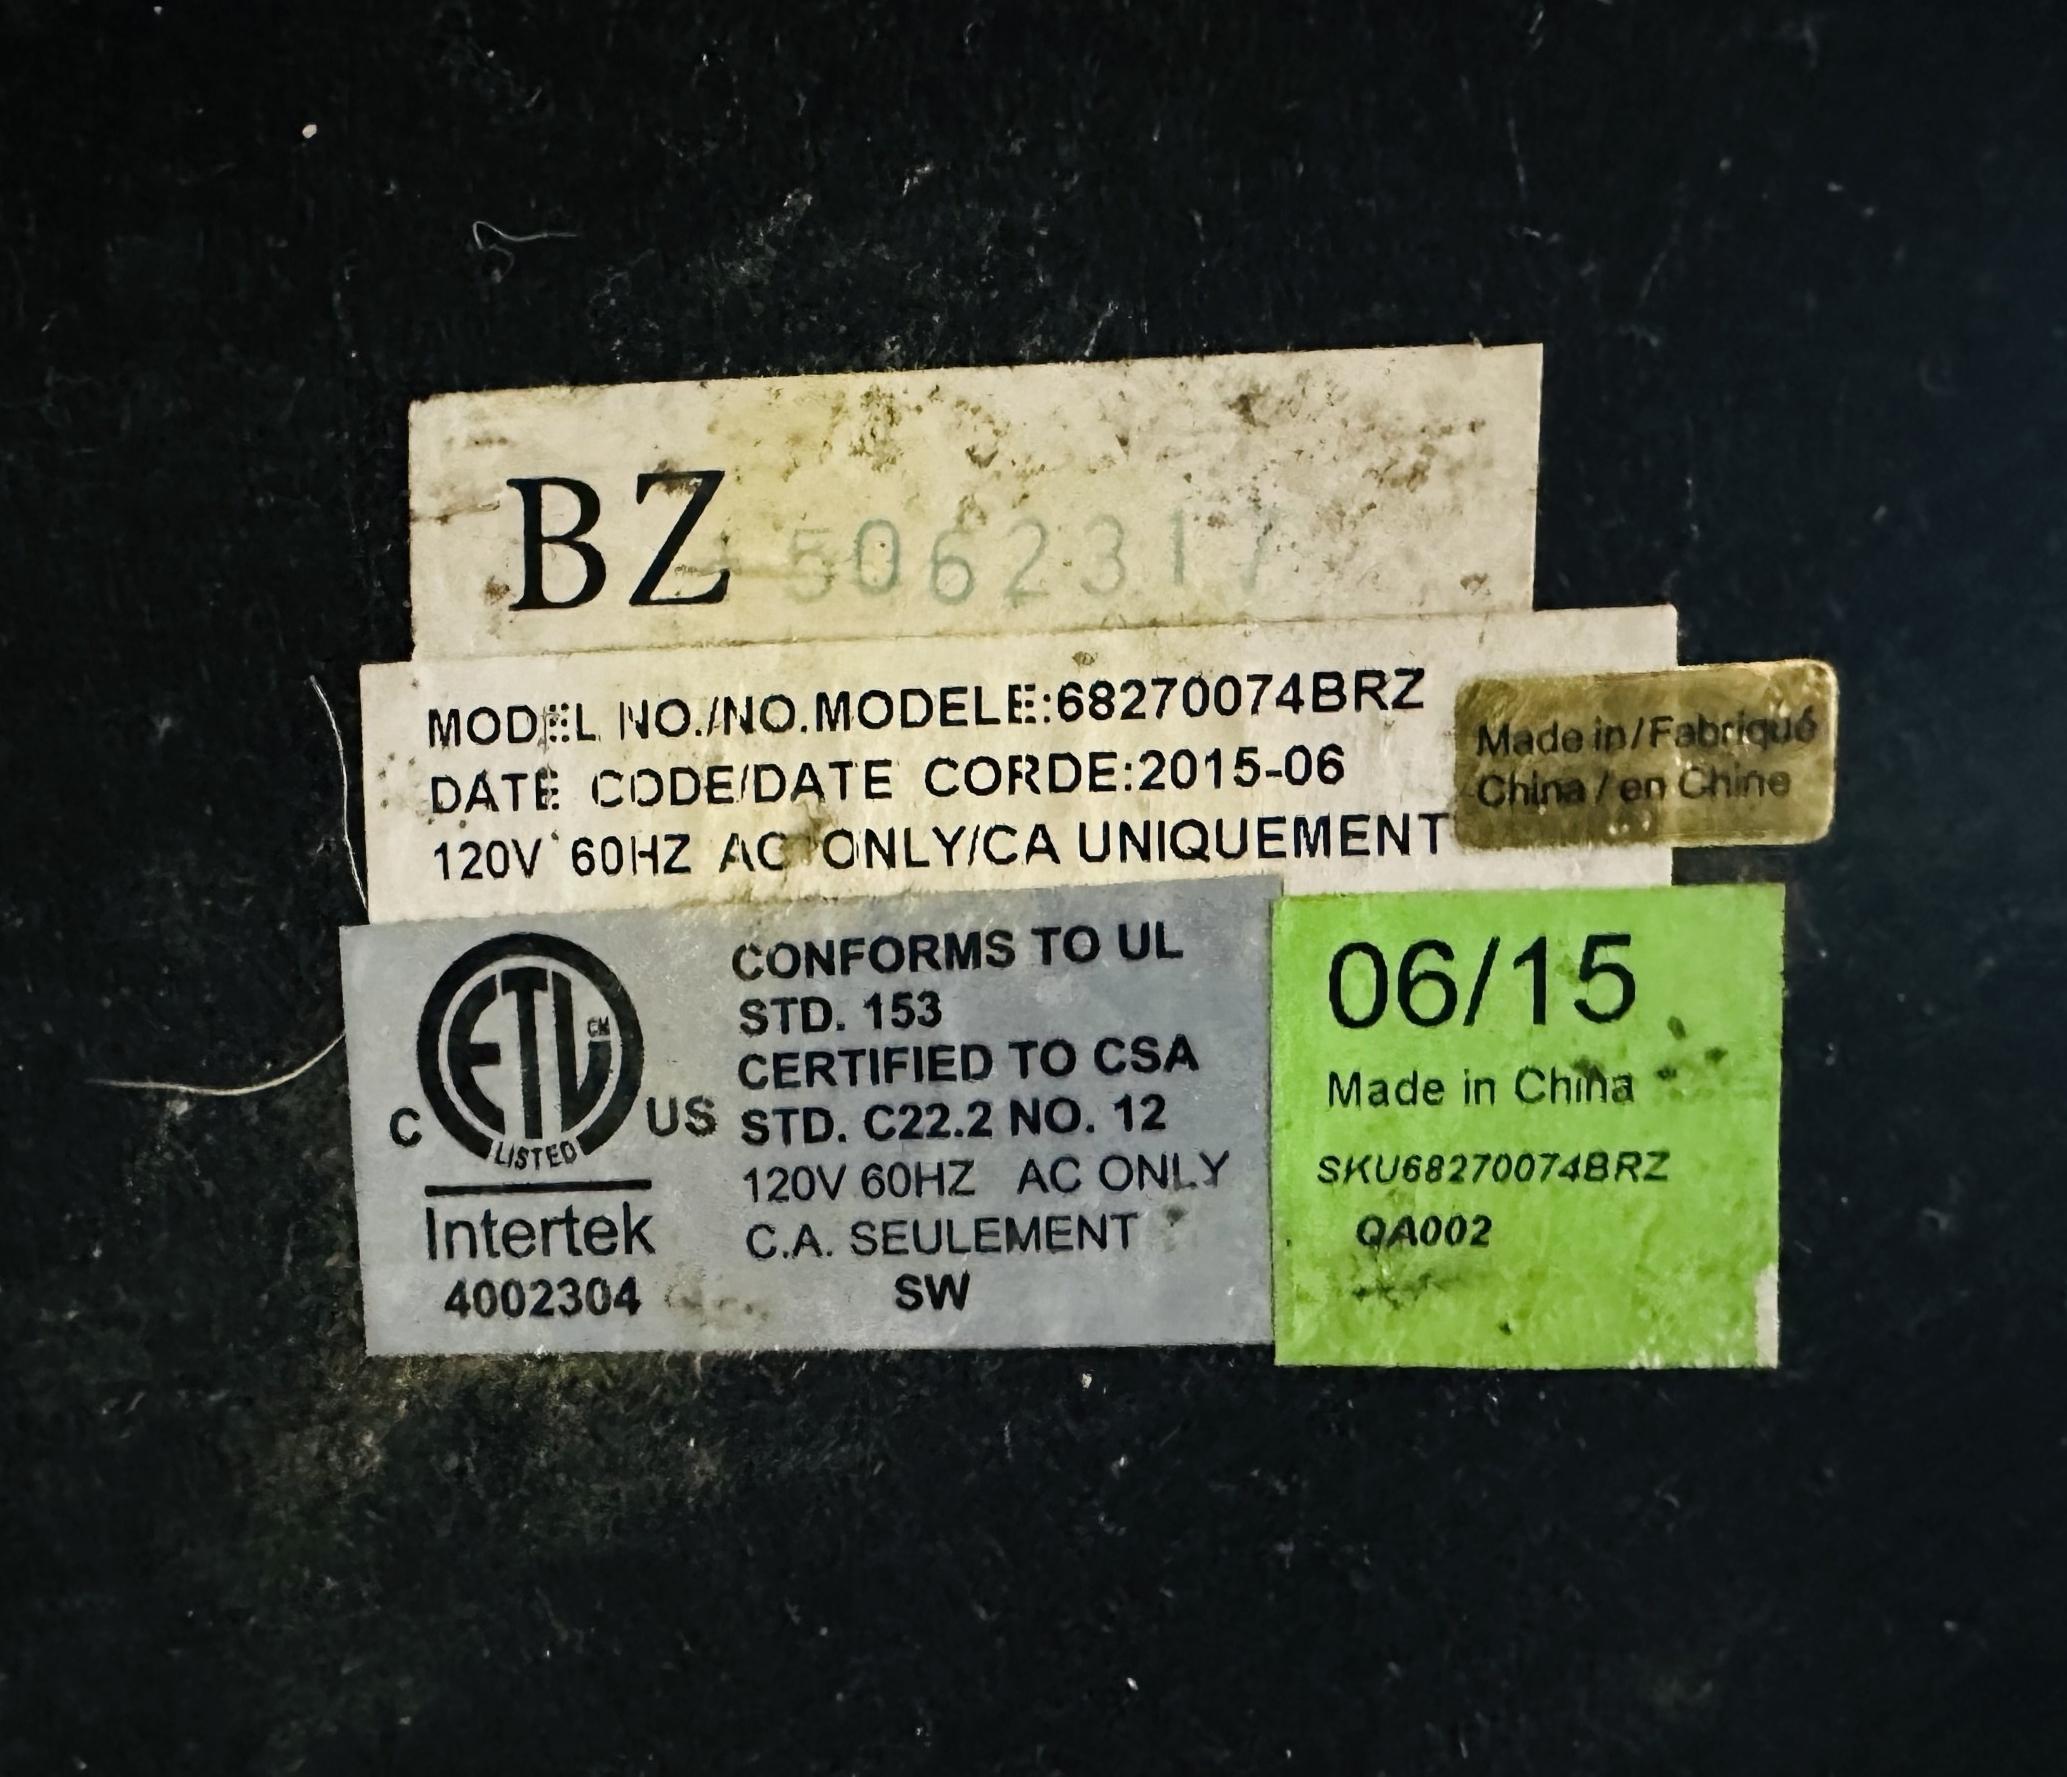 BZ
5062317
MODEL NO./NO.MODELE:68270074BRZ
DATE CODE/DATE CORDE:2015-06
120V 60HZ AC ONLY/CA UNIQUEMENT
Made in/Fabriqué
China/en Chine
ETL
CM
LISTED
C
US
Intertek
4002304
CONFORMS TO UL
STD. 153
CERTIFIED TO CSA
STD. C22.2 NO. 12
120V 60HZ AC ONLY
C.A. SEULEMENT
SW
06/15
Made in China
SKU68270074BRZ
QA002